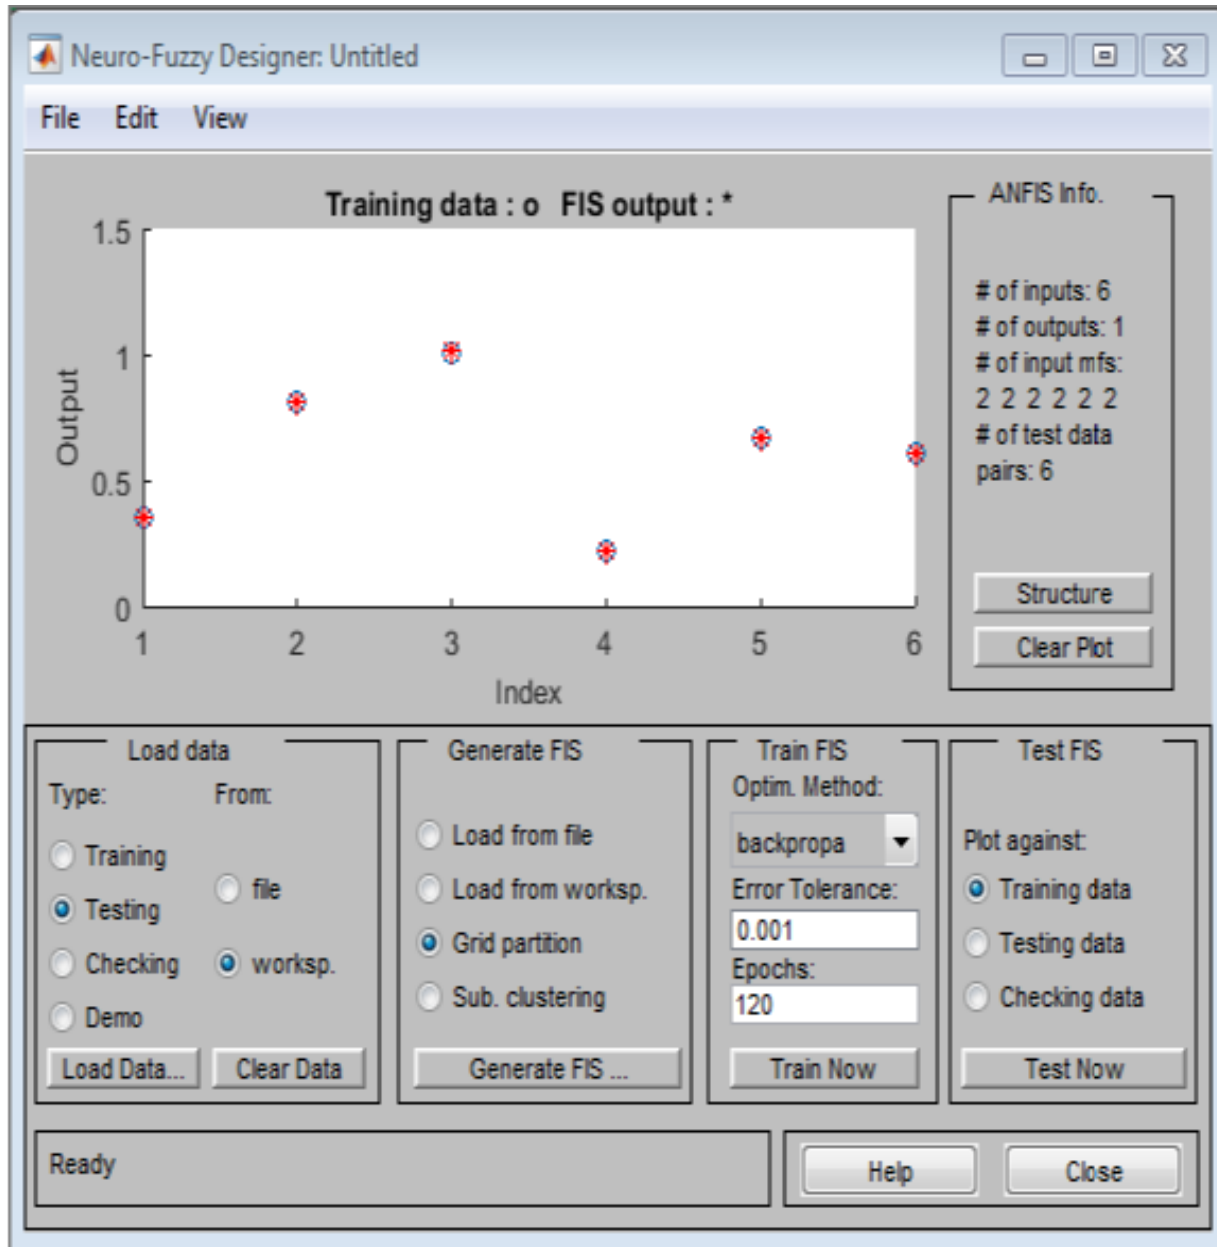 Neuro-Fuzzy Designer: Untitled
File Edit View
Training data : o FIS output : *
1.5
1
0.5
0
Output
1 2 3 4 5 6
Index
ANFIS Info.
# of inputs: 6
# of outputs: 1
# of input mfs:
2 2 2 2 2 2
# of test data
pairs: 6
Structure
Clear Plot
Load data
Type: From:
Training
file
Testing
Checking
worksp.
Demo
Load Data... Clear Data
Generate FIS
Load from file
Load from worksp.
Grid partition
Sub. clustering
Generate FIS ...
Train FIS
Optim. Method:
backpropa
Error Tolerance:
0.001
Epochs:
120
Train Now
Test FIS
Plot against:
Training data
Testing data
Checking data
Test Now
Ready
Help Close